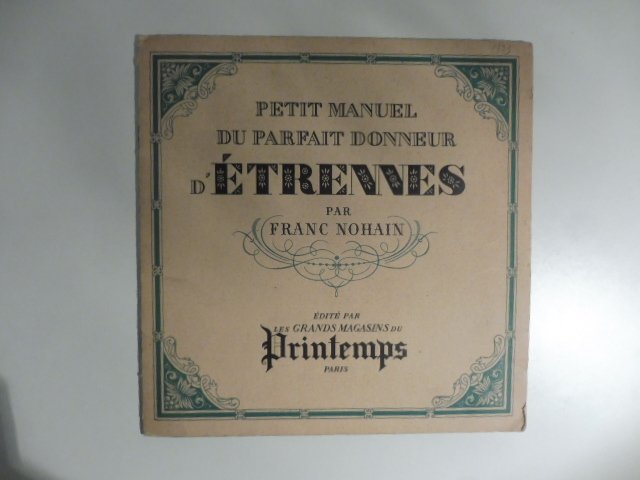 PETIT MANUEL
DU PARFAIT DONNEUR
D'ÉTRENNES
PAR
FRANC NOHAIN
ÉDITÉ PAR
LES GRANDS MAGASINS DU
Printemps
PARIS